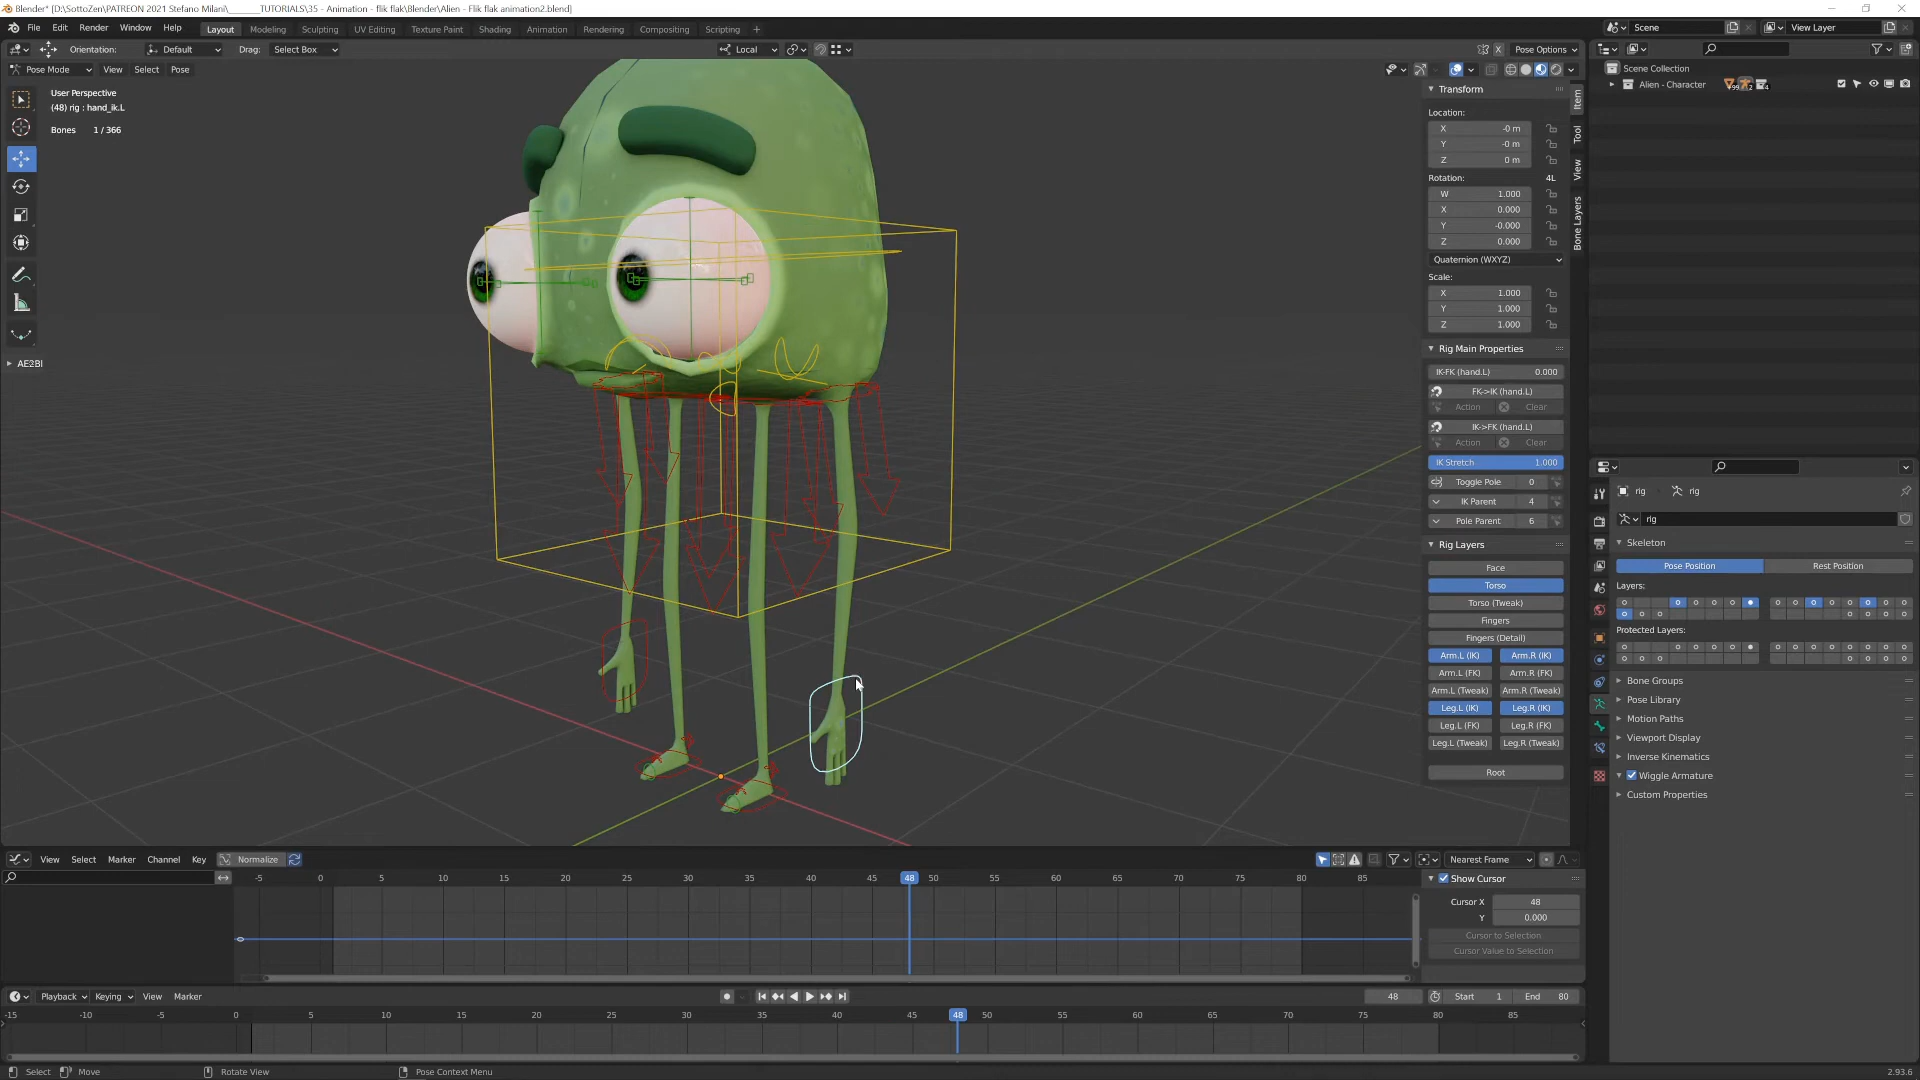 Blender* [D:\SottoZen\PATREON 2021 Stefano Milani\______TUTORIALS\35 - Animation - flik flak\Blender\Alien - Flik flak animation2.blend]
File Edit Render Window Help Layout Modeling Sculpting UV Editing Texture Paint Shading Animation Rendering Compositing Scripting + Scene View Layer
Orientation: Default Drag: Select Box Local X Pose Options
Pose Mode View Select Pose
User Perspective
(48) rig : hand_ik.L
Bones 1 / 366
AE2BI
Transform
Location:
X -0 m
Y -0 m
Z 0 m
Rotation: 4L
W 1.000
X 0.000
Y -0.000
Z 0.000
Quaternion (WXYZ)
Scale:
X 1.000
Y 1.000
Z 1.000
Rig Main Properties
IK-FK (hand.L) 0.000
FK->IK (hand.L)
Action Clear
IK->FK (hand.L)
Action Clear
IK Stretch 1.000
Toggle Pole 0
IK Parent 4
Pole Parent 6
Rig Layers
Face
Torso
Torso (Tweak)
Fingers
Fingers (Detail)
Arm.L (IK) Arm.R (IK)
Arm.L (FK) Arm.R (FK)
Arm.L (Tweak) Arm.R (Tweak)
Leg.L (IK) Leg.R (IK)
Leg.L (FK) Leg.R (FK)
Leg.L (Tweak) Leg.R (Tweak)
Root
Item
Tool
View
Bone Layers
Scene Collection
Alien - Character
rig rig
rig
Skeleton
Pose Position Rest Position
Layers:
Protected Layers:
Bone Groups
Pose Library
Motion Paths
Viewport Display
Inverse Kinematics
Wiggle Armature
Custom Properties
View Select Marker Channel Key Normalize Nearest Frame
-5 0 5 10 15 20 25 30 35 40 45 48 50 55 60 65 70 75 80 85
Show Cursor
Cursor X 48
Y 0.000
Cursor to Selection
Cursor Value to Selection
Playback Keying View Marker 48 Start 1 End 80
-15 -10 -5 0 5 10 15 20 25 30 35 40 45 48 50 55 60 65 70 75 80 85
Select Move Rotate View Pose Context Menu 2.93.6